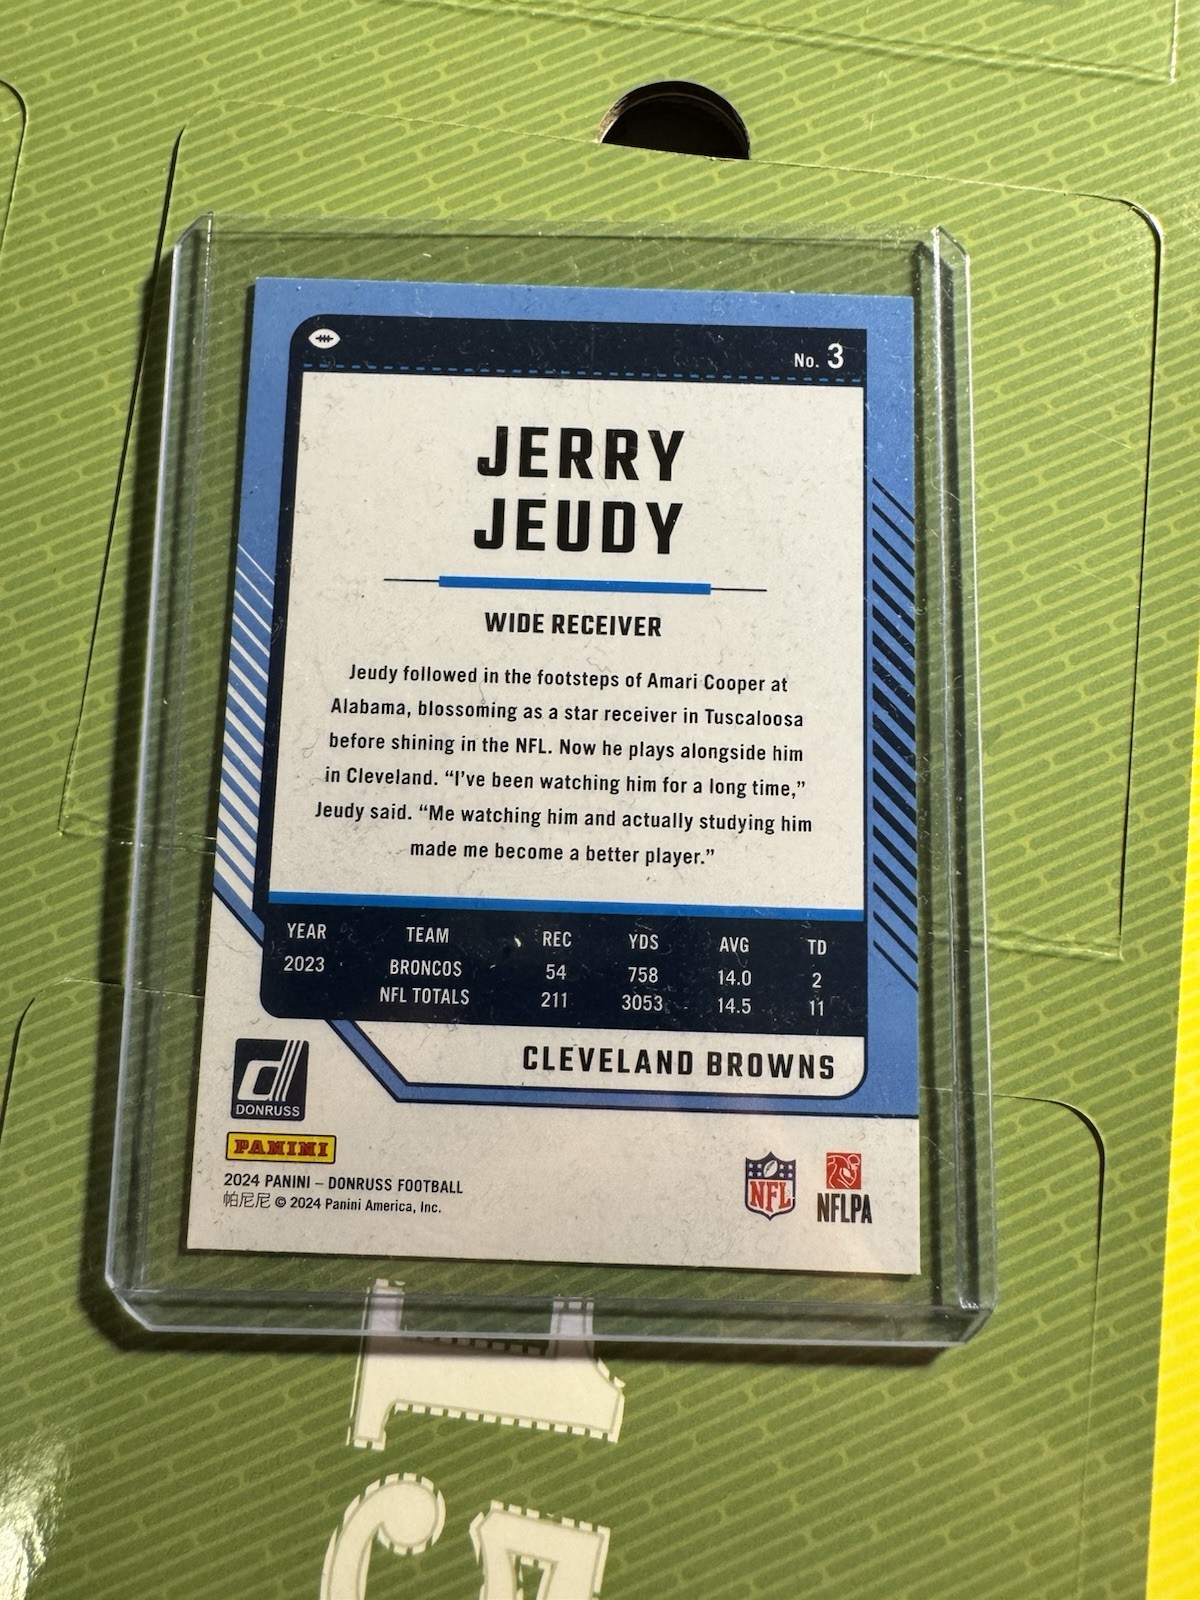 No. 3
JERRY
JEUDY
WIDE RECEIVER
Jeudy followed in the footsteps of Amari Cooper at
Alabama, blossoming as a star receiver in Tuscaloosa
before shining in the NFL. Now he plays alongside him
in Cleveland. “I’ve been watching him for a long time,”
Jeudy said. “Me watching him and actually studying him
made me become a better player.”
YEAR TEAM REC YDS AVG TD
2023 BRONCOS 54 758 14.0 2
NFL TOTALS 211 3053 14.5 11
CLEVELAND BROWNS
DONRUSS
PANINI
2024 PANINI – DONRUSS FOOTBALL
帕尼尼 © 2024 Panini America, Inc.
NFL
NFLPA